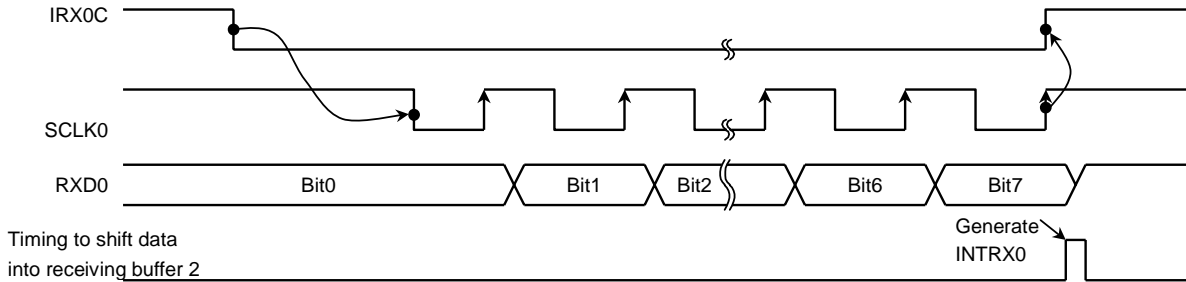 IRX0C
SCLK0
RXD0
Bit0
Bit1
Bit2
Bit6
Bit7
Timing to shift data
into receiving buffer 2
Generate
INTRX0